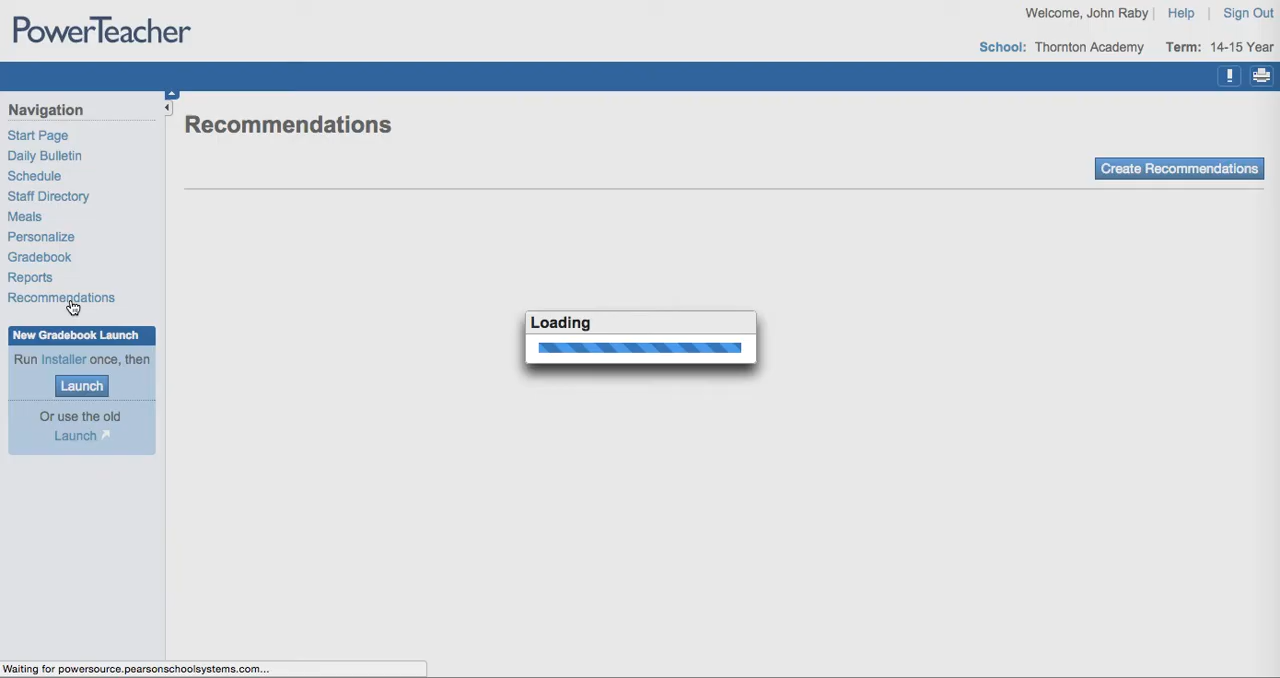 PowerTeacher
Welcome, John Raby | Help | Sign Out
School: Thornton Academy Term: 14-15 Year
Navigation
Start Page
Daily Bulletin
Schedule
Staff Directory
Meals
Personalize
Gradebook
Reports
Recommendations
New Gradebook Launch
Run Installer once, then
Launch
Or use the old
Launch
Recommendations
Create Recommendations
Loading
Waiting for powersource.pearsonschoolsystems.com...